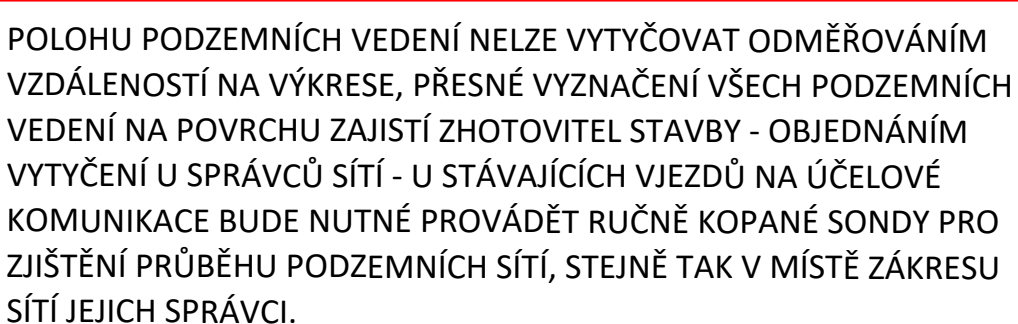 POLOHU PODZEMNÍCH VEDENÍ NELZE VYTYČOVAT ODMĚŘOVÁNÍM
VZDÁLENOSTÍ NA VÝKRESE, PŘESNÉ VYZNAČENÍ VŠECH PODZEMNÍCH
VEDENÍ NA POVRCHU ZAJISTÍ ZHOTOVITEL STAVBY - OBJEDNÁNÍM
VYTYČENÍ U SPRÁVCŮ SÍTÍ - U STÁVAJÍCÍCH VJEZDŮ NA ÚČELOVÉ
KOMUNIKACE BUDE NUTNÉ PROVÁDĚT RUČNĚ KOPANÉ SONDY PRO
ZJIŠTĚNÍ PRŮBĚHU PODZEMNÍCH SÍTÍ, STEJNĚ TAK V MÍSTĚ ZÁKRESU
SÍTÍ JEJICH SPRÁVCI.